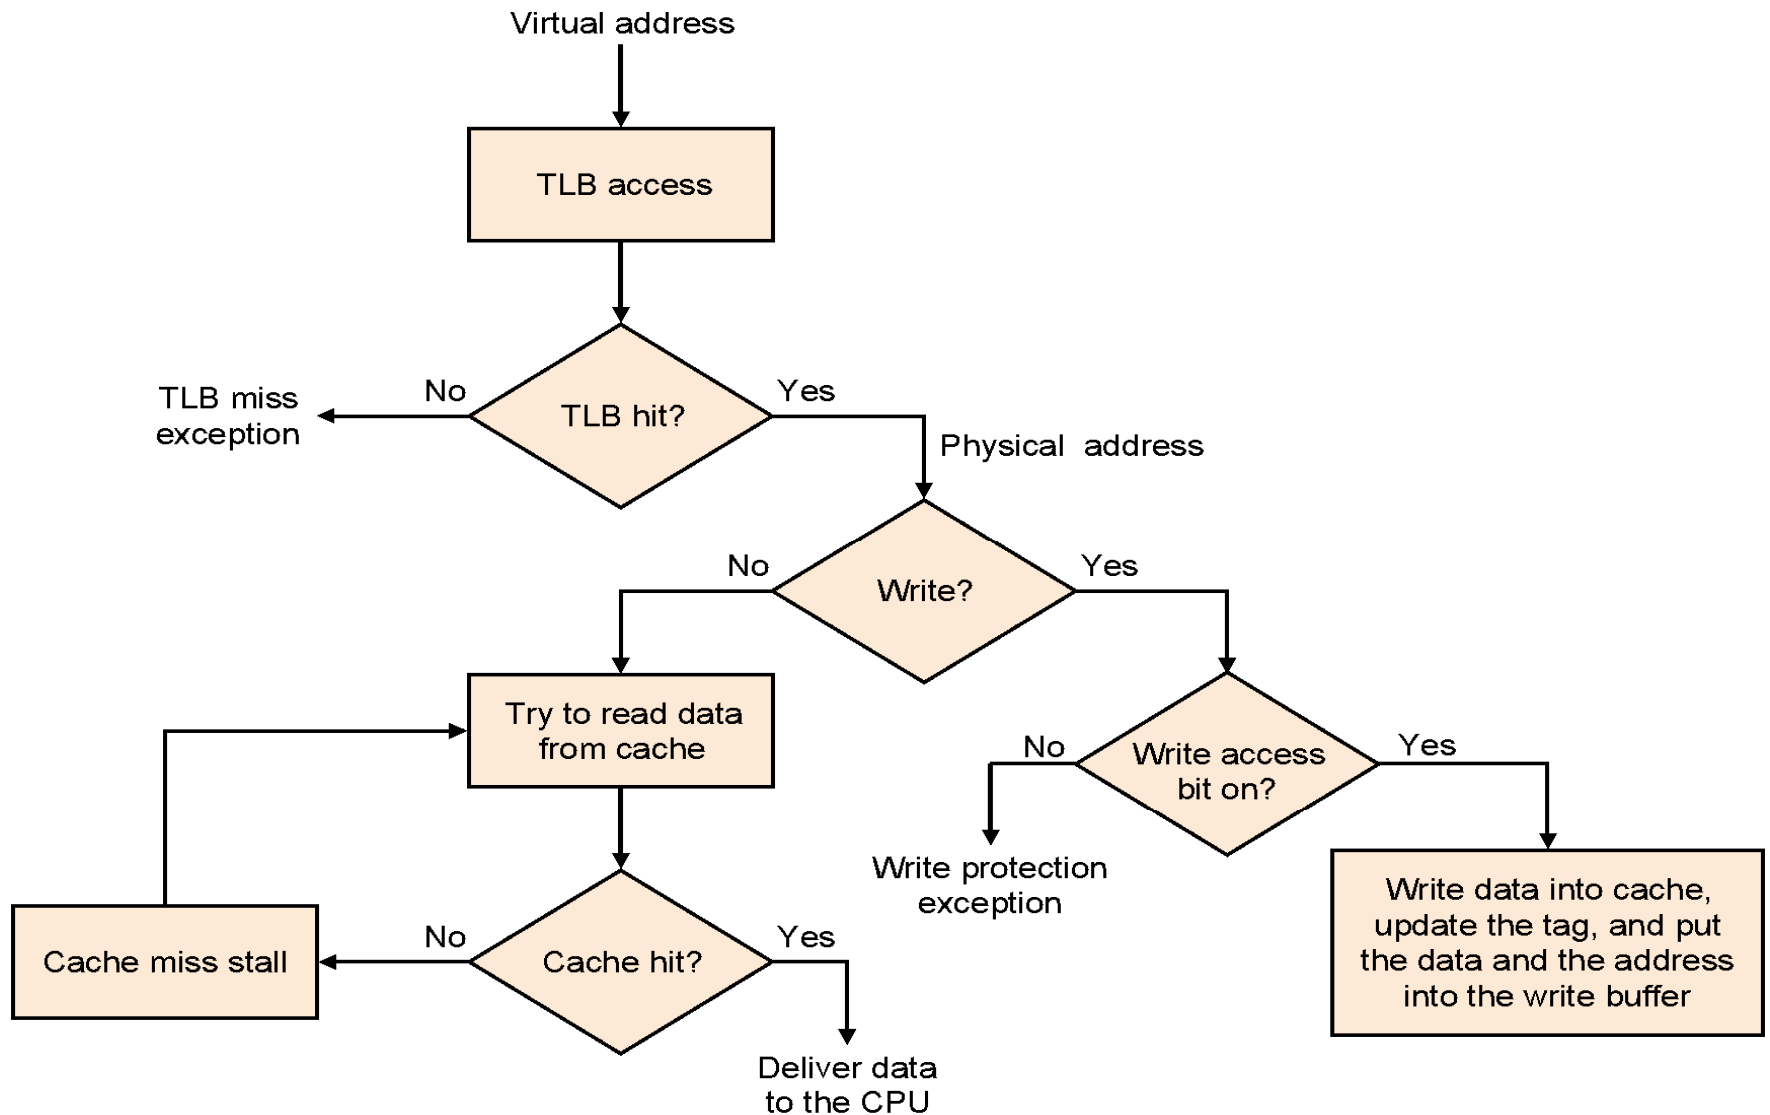 Virtual address
TLB access
No
Yes
TLB miss
exception
TLB hit?
Physical address
No
Yes
Write?
Try to read data
from cache
No
Yes
Write access
bit on?
Write protection
exception
Write data into cache,
update the tag, and put
the data and the address
into the write buffer
No
Yes
Cache miss stall
Cache hit?
Deliver data
to the CPU